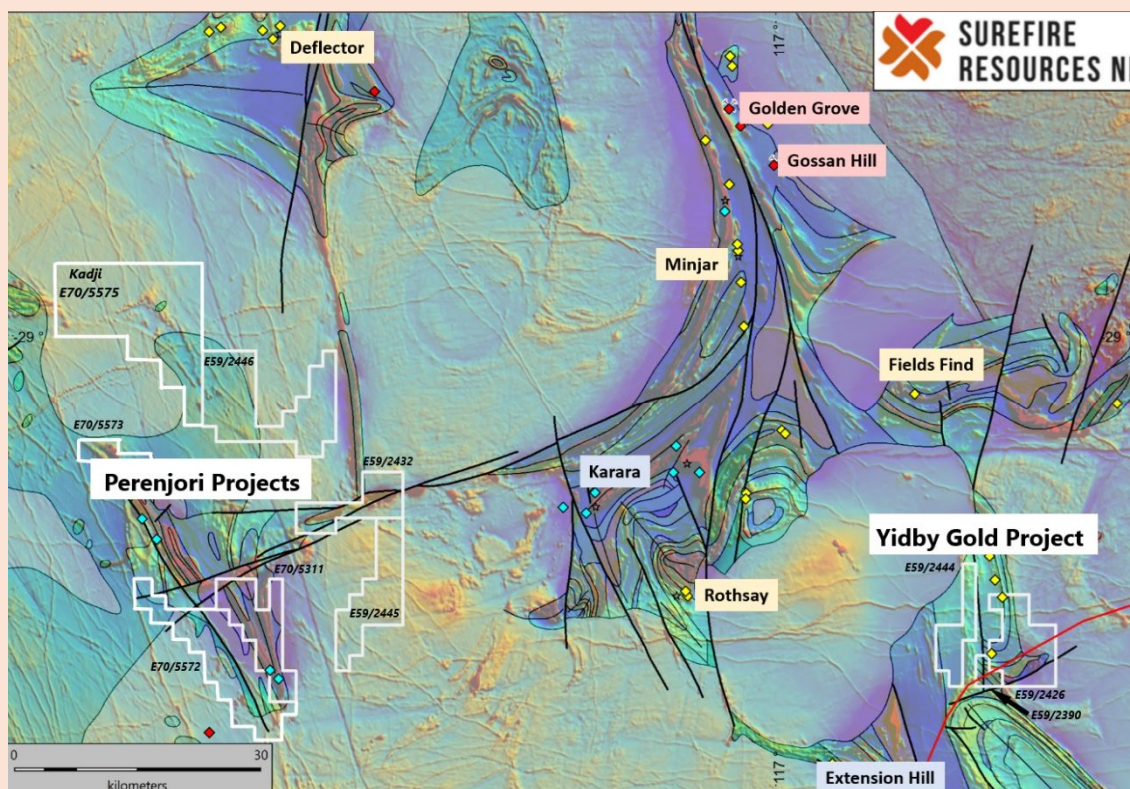 117°
SUREFIRE
RESOURCES N
Deflector
Golden Grove
Gossan Hill
Minjar
Kadji
E70/5575
-29°
-29°
E59/2446
Fields Find
E70/5573
Perenjori Projects
E59/2432
Karara
Yidby Gold Project
E59/2444
E70/5311
E59/2445
Rothsay
E70/5572
E59/2426
E59/2390
0
30
kilometers
117°
Extension Hill